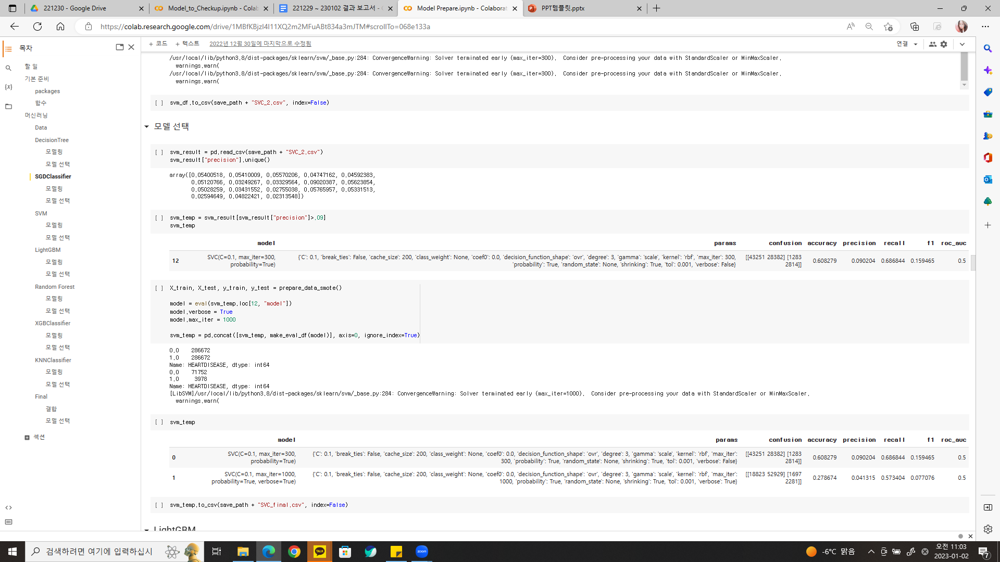 221230 - Google Drive
Model_to_Checkup.ipynb - Colab
221229 ~ 230102 결과 보고서 - G
Model Prepare.ipynb - Colaborat
PPT템플릿.pptx
https://colab.research.google.com/drive/1MBfKBjzI4I11XQ2m2MFuABt834a3mJTM#scrollTo=068e133a
목차
+ 코드 + 텍스트 2022년 12월 30일에 마지막으로 수정됨
연결
할 일
기본 준비
packages
함수
머신러닝
Data
DecisionTree
모델링
모델 선택
SGDClassifier
모델링
모델 선택
SVM
모델링
모델 선택
LightGBM
모델링
모델 선택
Random Forest
모델링
모델 선택
XGBClassifier
모델링
모델 선택
KNNClassifier
모델링
모델 선택
Final
결합
모델 선택
섹션
/usr/local/lib/python3.8/dist-packages/sklearn/svm/_base.py:284: ConvergenceWarning: Solver terminated early (max_iter=300).  Consider pre-processing your data with StandardScaler or MinMaxScaler.
warnings.warn(
/usr/local/lib/python3.8/dist-packages/sklearn/svm/_base.py:284: ConvergenceWarning: Solver terminated early (max_iter=300).  Consider pre-processing your data with StandardScaler or MinMaxScaler.
warnings.warn(
[ ] svm_df.to_csv(save_path + "SVC_2.csv", index=False)
모델 선택
[ ] svm_result = pd.read_csv(save_path + "SVC_2.csv")
svm_result["precision"].unique()
array([0.05400518, 0.05410009, 0.05570206, 0.04747162, 0.04592383,
0.05120766, 0.03249267, 0.03329564, 0.09020387, 0.05623854,
0.05028259, 0.03431552, 0.02755038, 0.05765957, 0.05331513,
0.02594649, 0.04822421, 0.02313548])
[ ] svm_temp = svm_result[svm_result["precision"]>.09]
svm_temp
model params confusion accuracy precision recall f1 roc_auc
12 SVC(C=0.1, max_iter=300, probability=True) {'C': 0.1, 'break_ties': False, 'cache_size': 200, 'class_weight': None, 'coef0': 0.0, 'decision_function_shape': 'ovr', 'degree': 3, 'gamma': 'scale', 'kernel': 'rbf', 'max_iter': 300, 'probability': True, 'random_state': None, 'shrinking': True, 'tol': 0.001, 'verbose': False} [[43251 28382] [1283 2814]] 0.608279 0.090204 0.686844 0.159465 0.5
[ ] X_train, X_test, y_train, y_test = prepare_data_smote()
model = eval(svm_temp.loc[12, "model"])
model.verbose = True
model.max_iter = 1000
svm_temp = pd.concat([svm_temp, make_eval_df(model)], axis=0, ignore_index=True)
0.0    286672
1.0    286672
Name: HEARTDISEASE, dtype: int64
0.0    71752
1.0    3978
Name: HEARTDISEASE, dtype: int64
[LibSVM]/usr/local/lib/python3.8/dist-packages/sklearn/svm/_base.py:284: ConvergenceWarning: Solver terminated early (max_iter=1000).  Consider pre-processing your data with StandardScaler or MinMaxScaler.
warnings.warn(
[ ] svm_temp
model params confusion accuracy precision recall f1 roc_auc
0 SVC(C=0.1, max_iter=300, probability=True) {'C': 0.1, 'break_ties': False, 'cache_size': 200, 'class_weight': None, 'coef0': 0.0, 'decision_function_shape': 'ovr', 'degree': 3, 'gamma': 'scale', 'kernel': 'rbf', 'max_iter': 300, 'probability': True, 'random_state': None, 'shrinking': True, 'tol': 0.001, 'verbose': False} [[43251 28382] [1283 2814]] 0.608279 0.090204 0.686844 0.159465 0.5
1 SVC(C=0.1, max_iter=1000, probability=True, verbose=True) {'C': 0.1, 'break_ties': False, 'cache_size': 200, 'class_weight': None, 'coef0': 0.0, 'decision_function_shape': 'ovr', 'degree': 3, 'gamma': 'scale', 'kernel': 'rbf', 'max_iter': 1000, 'probability': True, 'random_state': None, 'shrinking': True, 'tol': 0.001, 'verbose': True} [[18823 52929] [1697 2281]] 0.278674 0.041315 0.573404 0.077076 0.5
[ ] svm_temp.to_csv(save_path + "SVC_final.csv", index=False)
LightGBM
검색하려면 여기에 입력하십시
TALK
zoom
-6°C 맑음
오전 11:03
2023-01-02
7